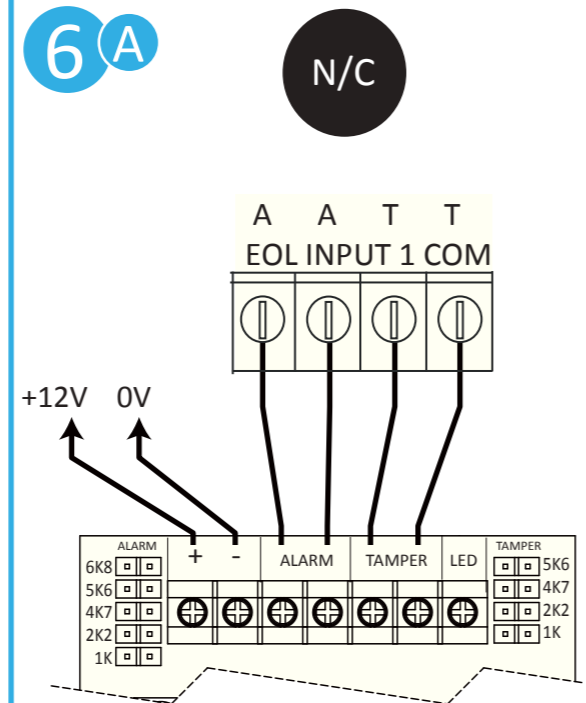 6 A
N/C
A A T T
EOL INPUT 1 COM
+12V 0V
ALARM
+ - ALARM TAMPER LED
TAMPER
6K8
5K6
4K7
2K2
1K
5K6
4K7
2K2
1K